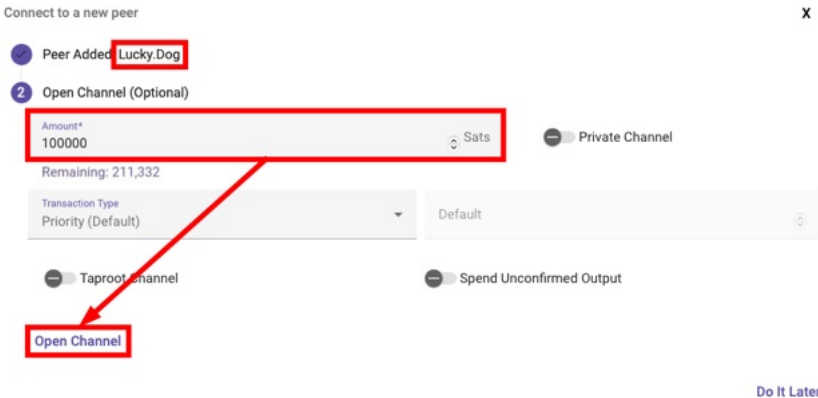 Connect to a new peer
X
Peer Added Lucky.Dog
2 Open Channel (Optional)
Amount*
100000 Sats
Private Channel
Remaining: 211,332
Transaction Type
Priority (Default)
Default
Taproot Channel
Spend Unconfirmed Output
Open Channel
Do It Later